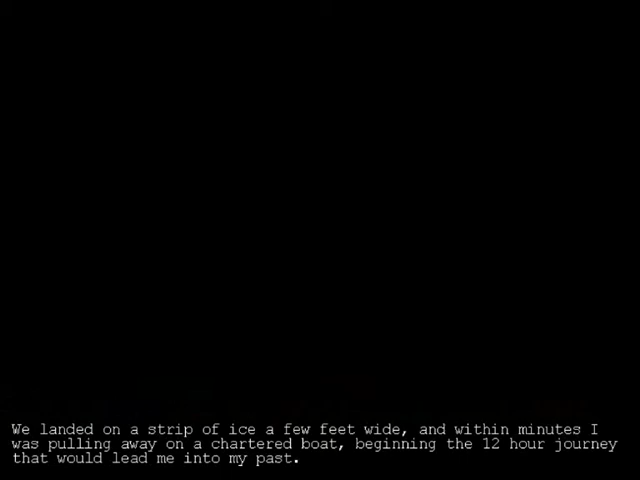 We landed on a strip of ice a few feet wide, and within minutes I
was pulling away on a chartered boat, beginning the 12 hour journey
that would lead me into my past.